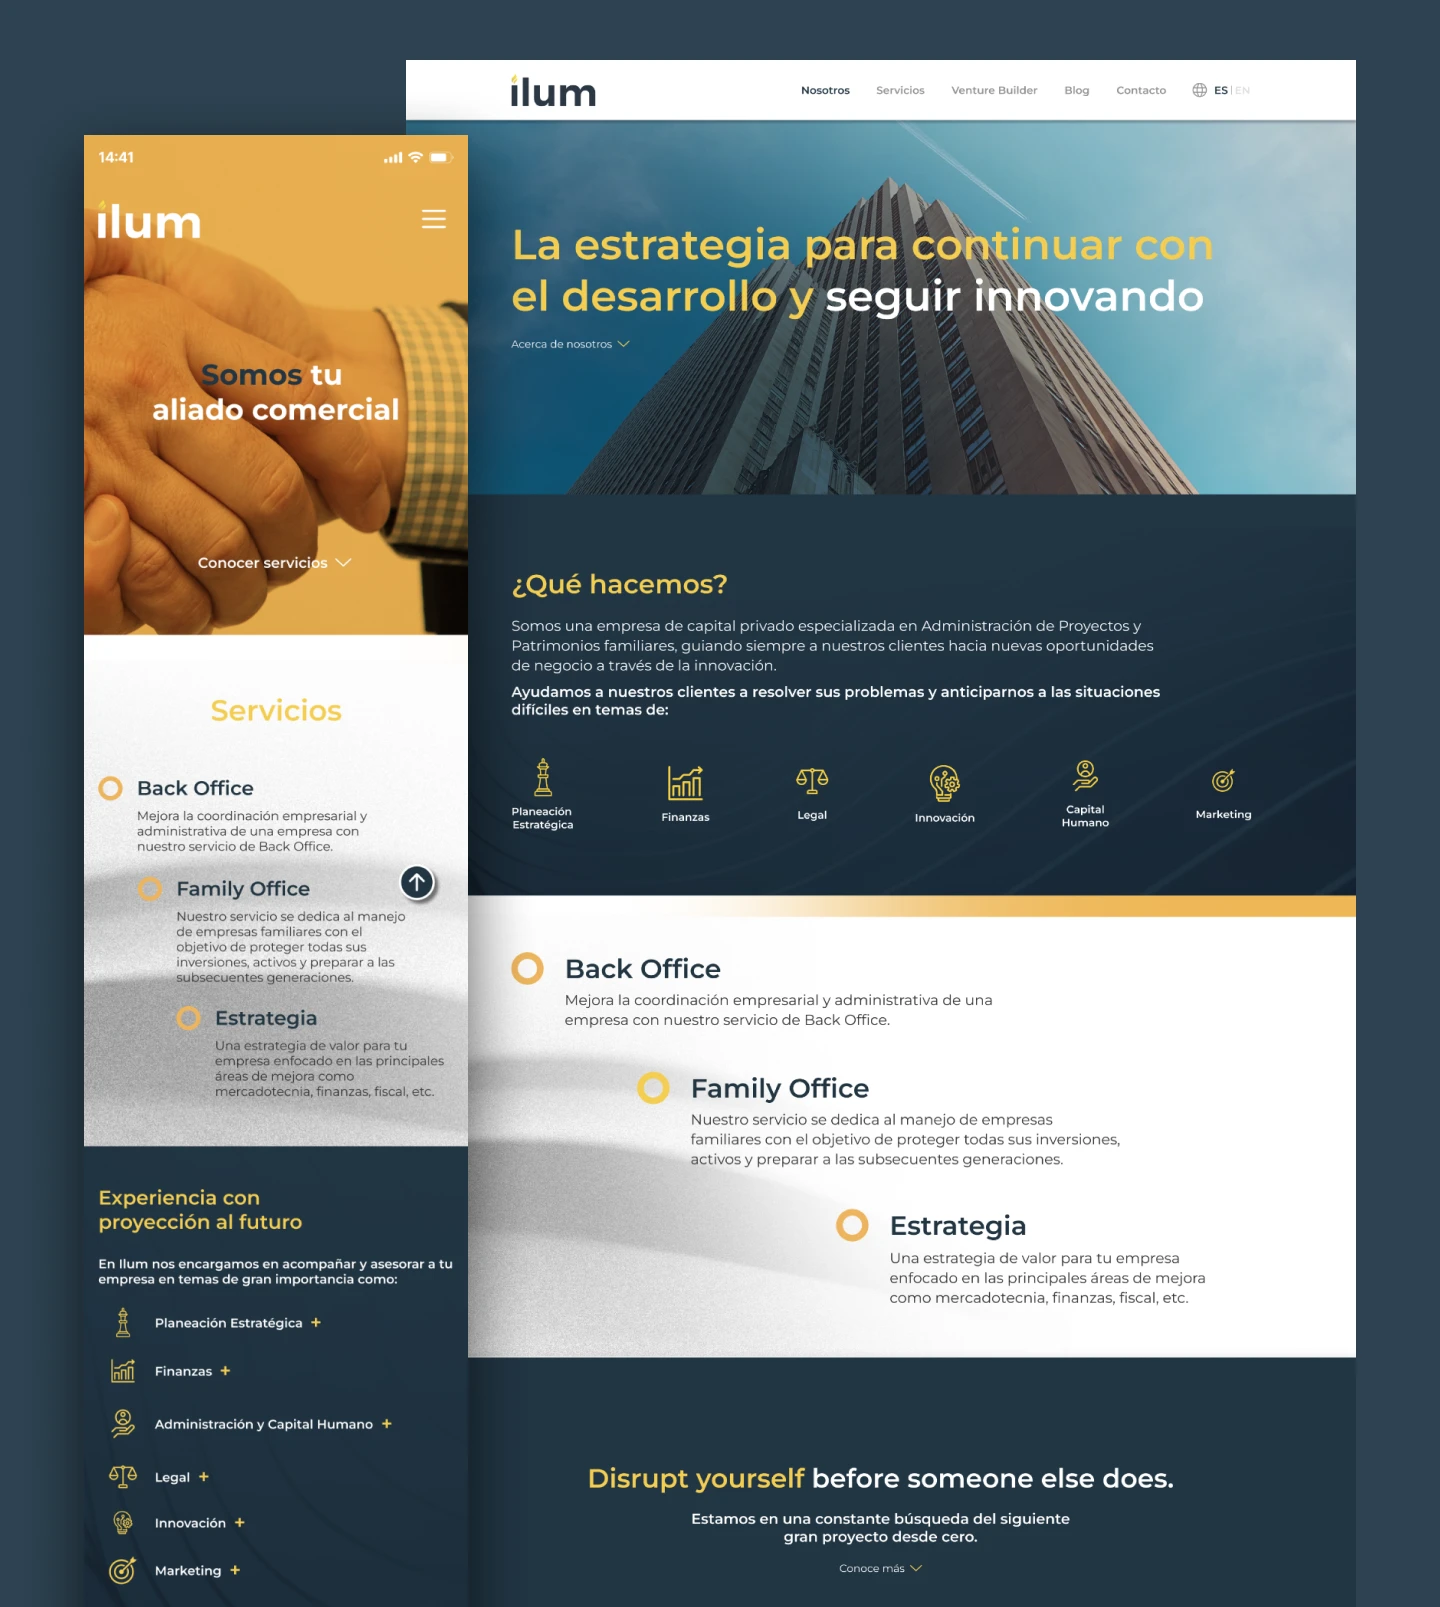 ilum
Nosotros
Servicios
Venture Builder
Blog
Contacto
ES | EN
La estrategia para continuar con
el desarrollo y seguir innovando
Acerca de nosotros
¿Qué hacemos?
Somos una empresa de capital privado especializada en Administración de Proyectos y
Patrimonios familiares, guiando siempre a nuestros clientes hacia nuevas oportunidades
de negocio a través de la innovación.
Ayudamos a nuestros clientes a resolver sus problemas y anticiparnos a las situaciones
difíciles en temas de:
Planeación
Estratégica
Finanzas
Legal
Innovación
Capital
Humano
Marketing
Back Office
Mejora la coordinación empresarial y administrativa de una
empresa con nuestro servicio de Back Office.
Family Office
Nuestro servicio se dedica al manejo de empresas
familiares con el objetivo de proteger todas sus inversiones,
activos y preparar a las subsecuentes generaciones.
Estrategia
Una estrategia de valor para tu empresa
enfocado en las principales áreas de mejora
como mercadotecnia, finanzas, fiscal, etc.
Disrupt yourself before someone else does.
Estamos en una constante búsqueda del siguiente
gran proyecto desde cero.
Conoce más
14:41
ilum
Somos tu
aliado comercial
Conocer servicios
Servicios
Back Office
Mejora la coordinación empresarial y
administrativa de una empresa con
nuestro servicio de Back Office.
Family Office
Nuestro servicio se dedica al manejo
de empresas familiares con el
objetivo de proteger todas sus
inversiones, activos y preparar a las
subsecuentes generaciones.
Estrategia
Una estrategia de valor para tu
empresa enfocado en las principales
áreas de mejora como
mercadotecnia, finanzas, fiscal, etc.
Experiencia con
proyección al futuro
En Ilum nos encargamos en acompañar y asesorar a tu
empresa en temas de gran importancia como:
Planeación Estratégica +
Finanzas +
Administración y Capital Humano +
Legal +
Innovación +
Marketing +